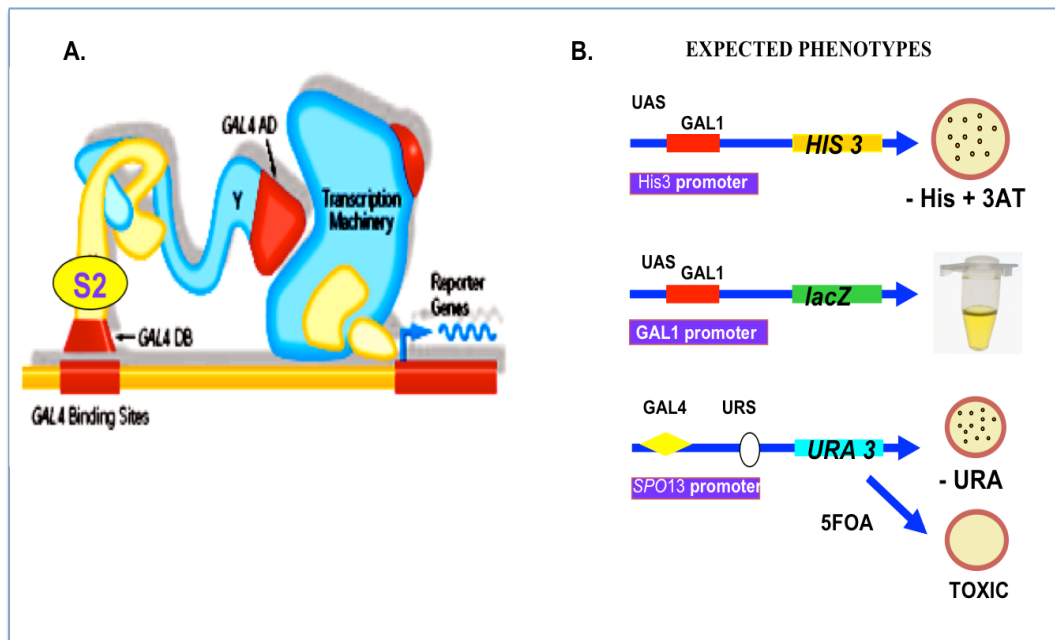 A.
GAL4 AD
Y
Transcription
Machinery
S2
Reporter
Genes
GAL4 DB
GAL4 Binding Sites
B.
EXPECTED PHENOTYPES
UAS
GAL1
HIS 3
His3 promoter
- His + 3AT
UAS
GAL1
lacZ
GAL1 promoter
GAL4
URS
URA 3
SPO13 promoter
- URA
5FOA
TOXIC